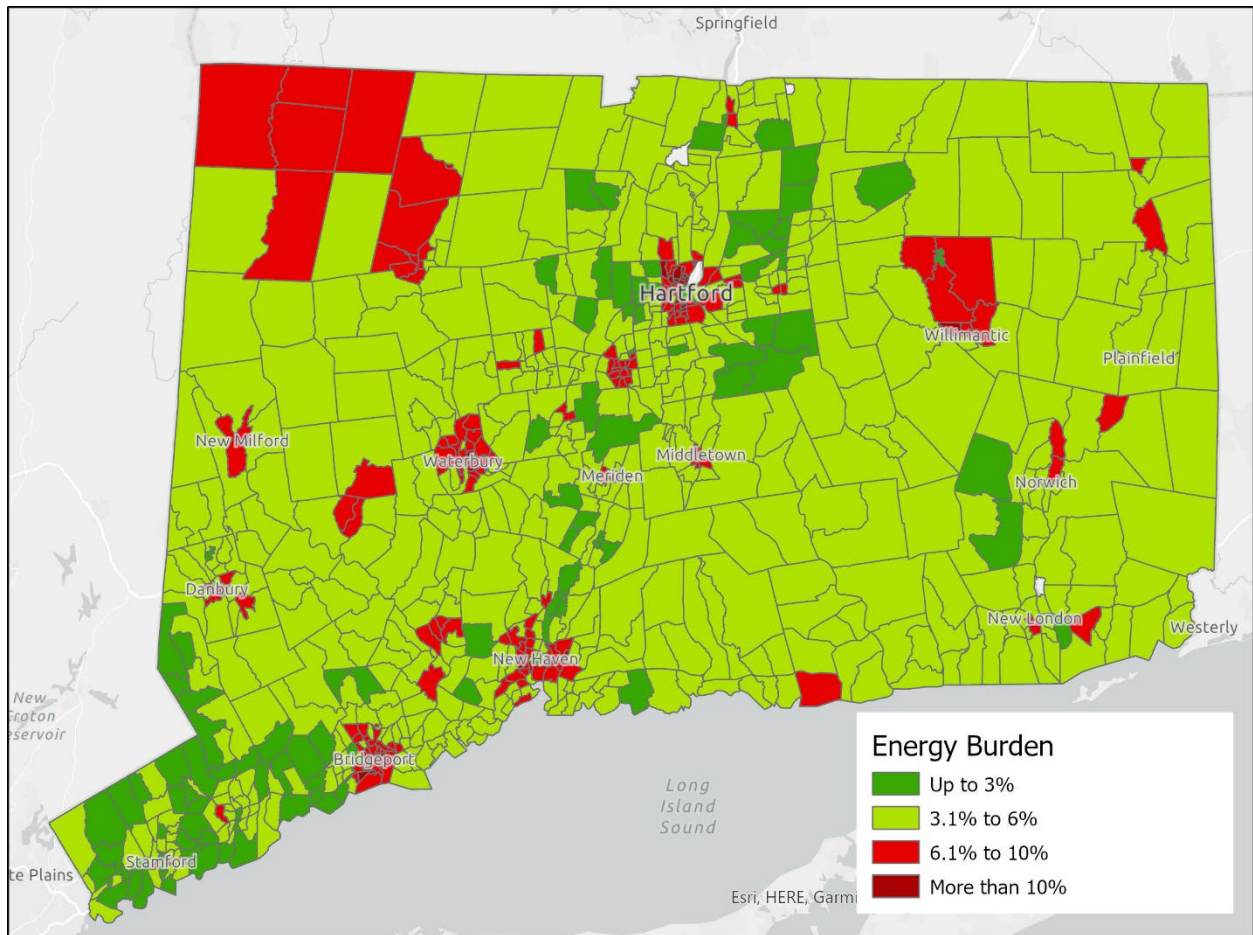 Springfield
Hartford
Willimantic
Plainfield
New Milford
Waterbury
Meriden
Middletown
Norwich
Danbury
New Haven
New London
Westerly
New
Croton
eservoir
Bridgeport
Long
Island
Sound
Stamford
te Plains
Energy Burden
Up to 3%
3.1% to 6%
6.1% to 10%
More than 10%
Esri, HERE, Garmi